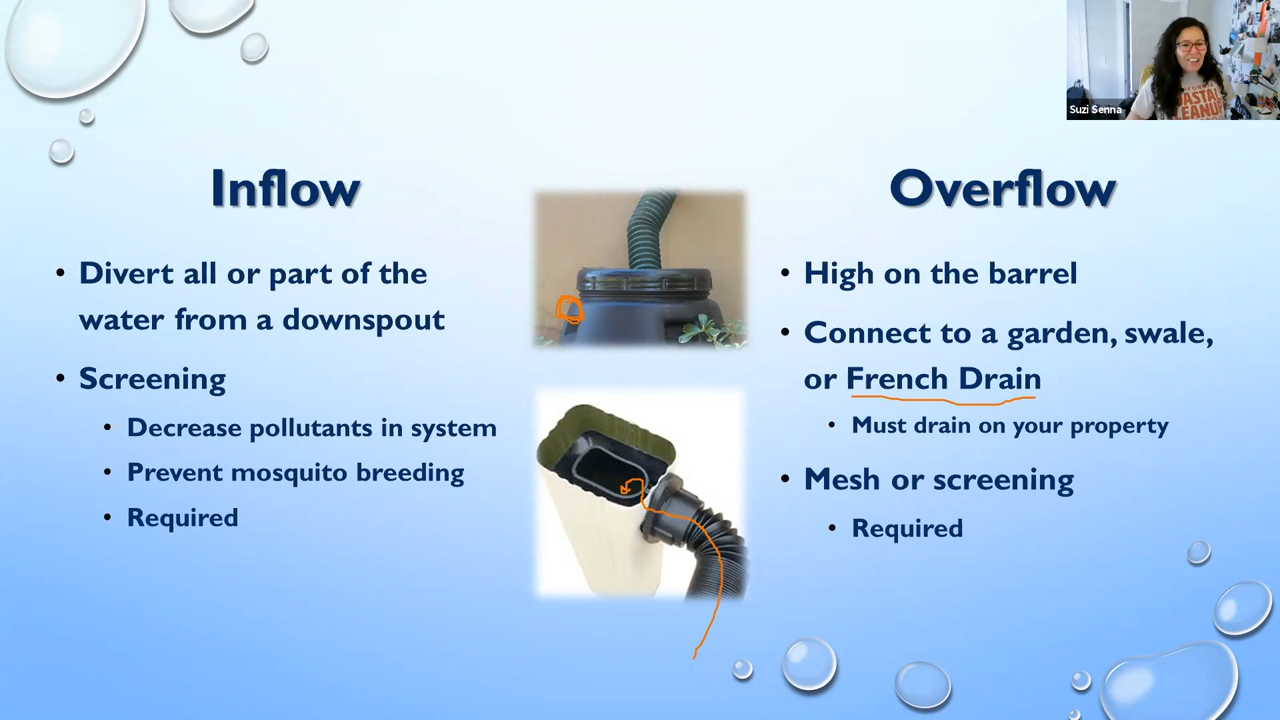 Suzi Senna
Inflow
Divert all or part of the
water from a downspout
Screening
Decrease pollutants in system
Prevent mosquito breeding
Required
Overflow
High on the barrel
Connect to a garden, swale,
or French Drain
Must drain on your property
Mesh or screening
Required